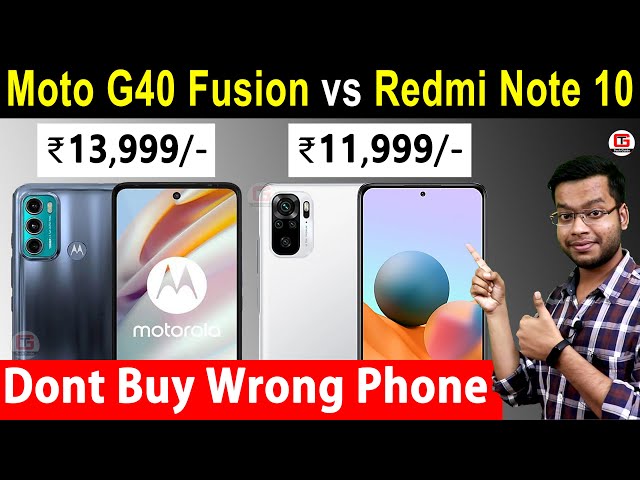 Moto G40 Fusion vs Redmi Note 10
₹13,999/- ₹11,999/-
motorola
Dont Buy Wrong Phone